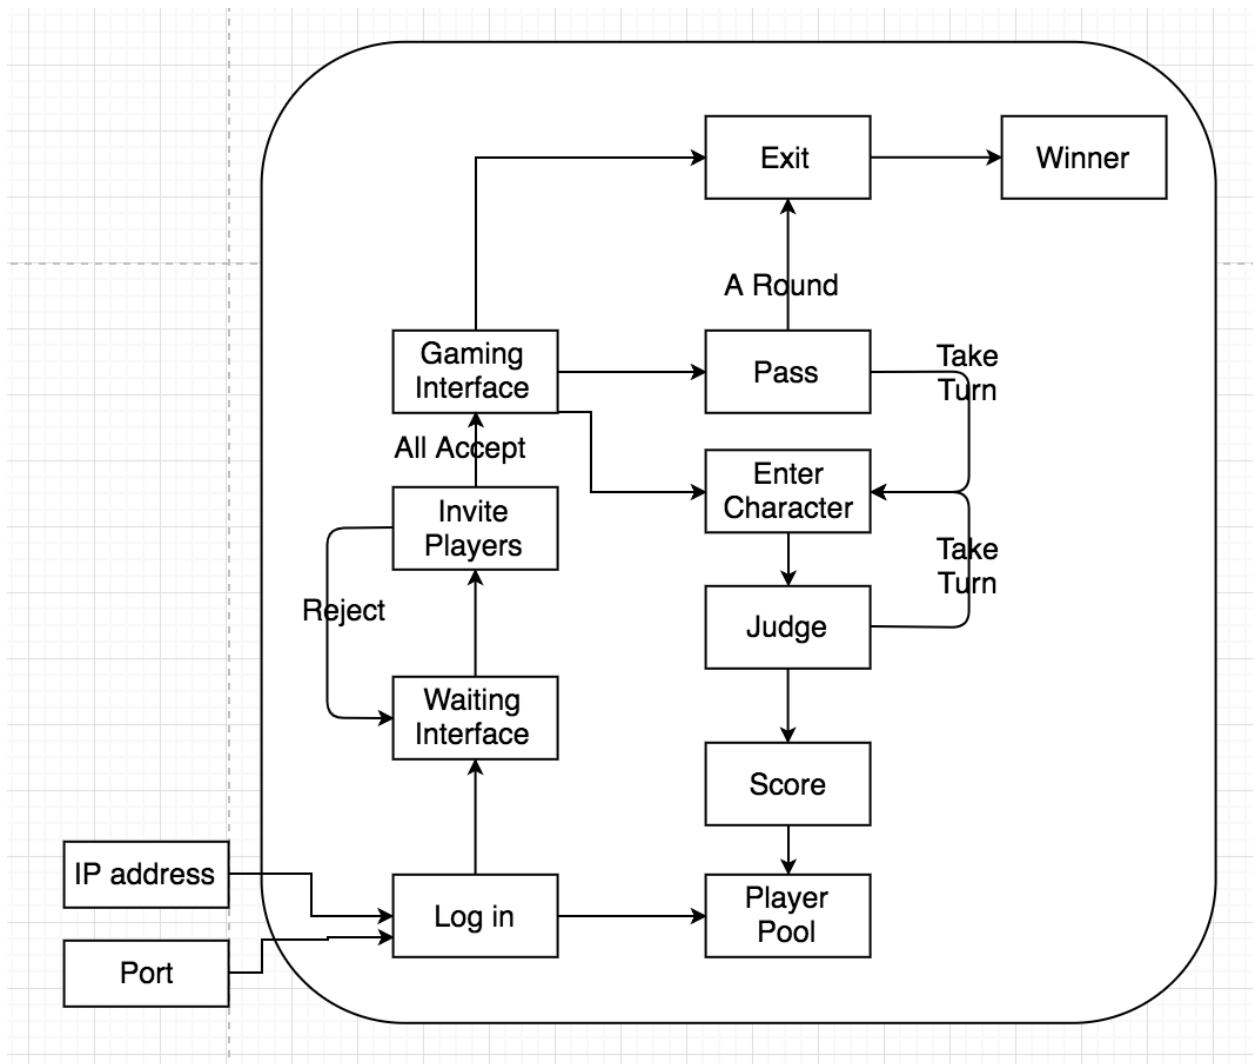 Exit
Winner
A Round
Gaming
Interface
Pass
Take
Turn
All Accept
Enter
Character
Invite
Players
Take
Turn
Reject
Judge
Waiting
Interface
Score
IP address
Log in
Player
Pool
Port